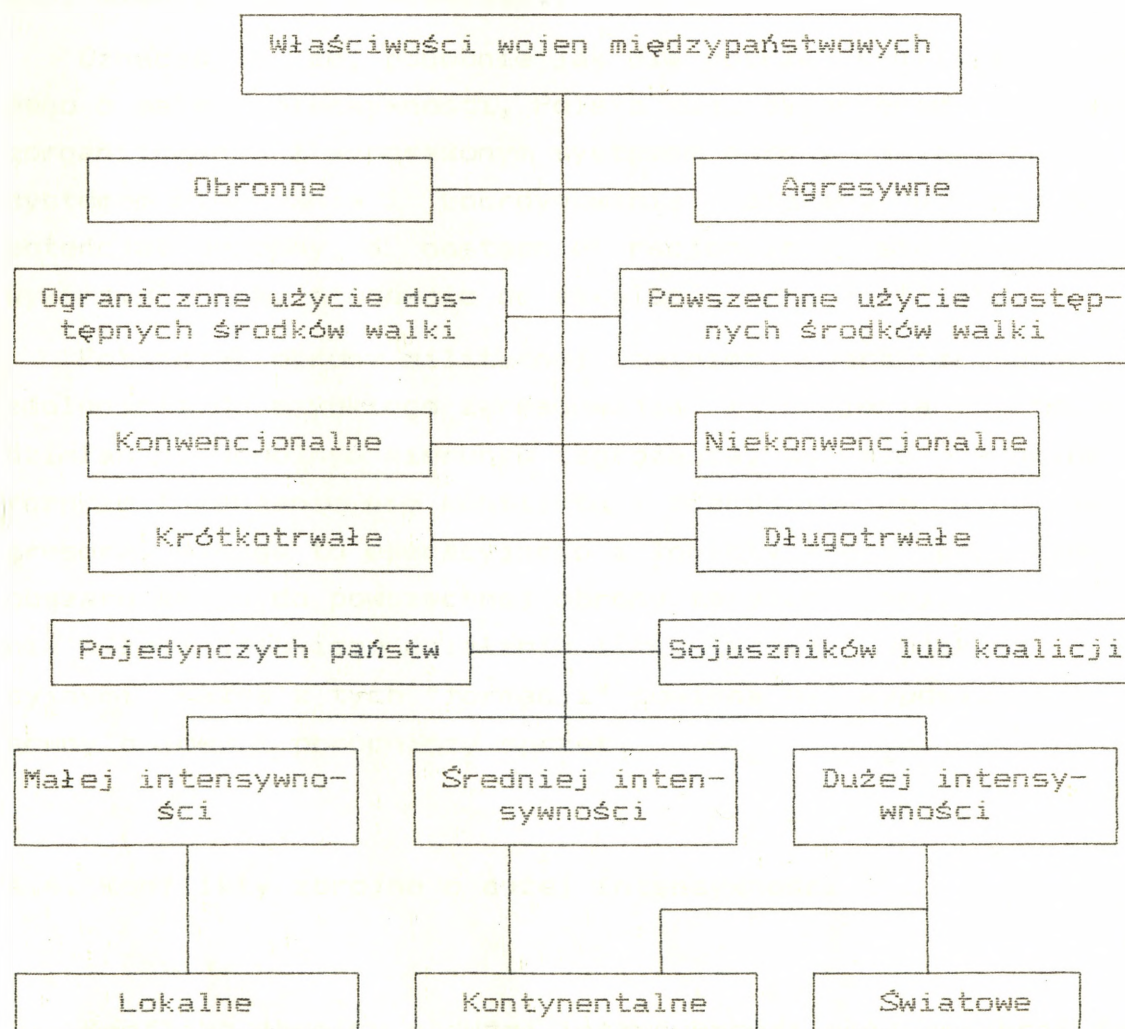 Właściwości wojen międzypaństwowych
Obronne
Agresywne
Ograniczone użycie dos-
tępnych środków walki
Powszechne użycie dostęp-
nych środków walki
Konwencjonalne
Niekonwencjonalne
Krótkotrwałe
Długotrwałe
Pojedynczych państw
Sojuszników lub koalicji
Małej intensywno-
ści
Średniej inten-
sywności
Dużej intensy-
wności
Lokalne
Kontynentalne
Światowe